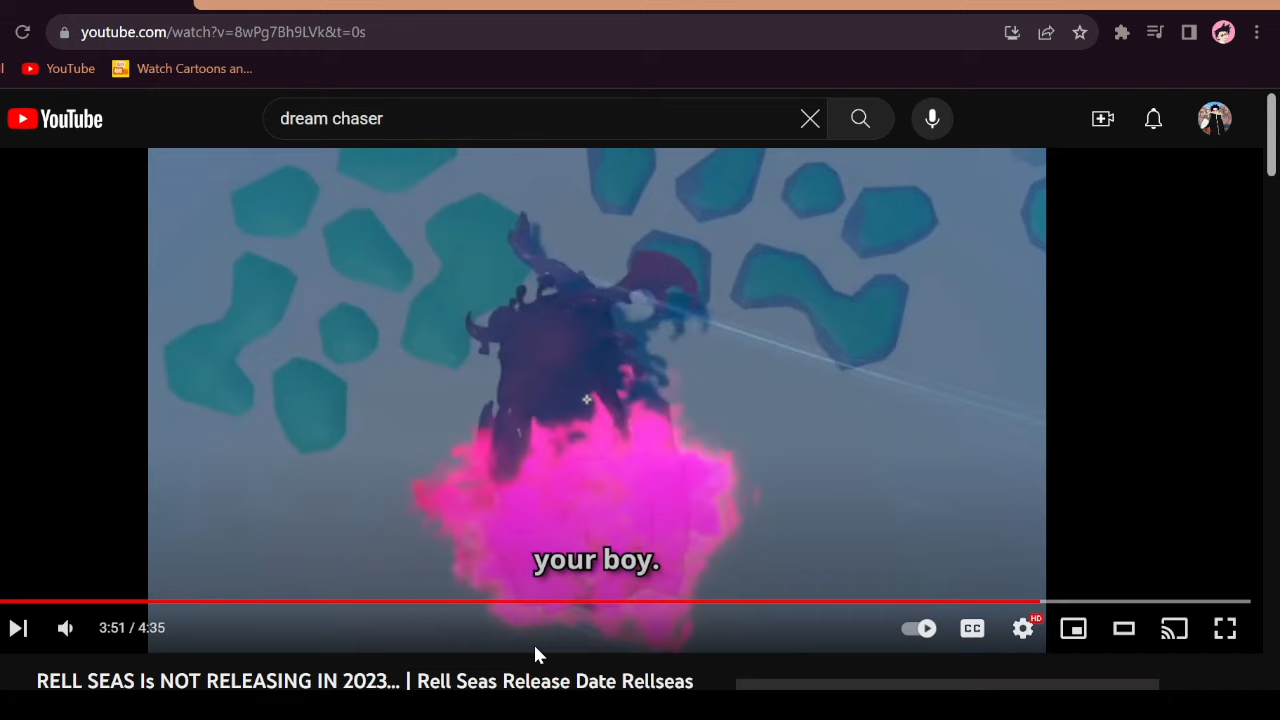 youtube.com/watch?v=8wPg7Bh9LVk&t=0s
l YouTube Watch Cartoons an...
YouTube
dream chaser
your boy.
3:51 / 4:35
CC
HD
RELL SEAS Is NOT RELEASING IN 2023... | Rell Seas Release Date Rellseas